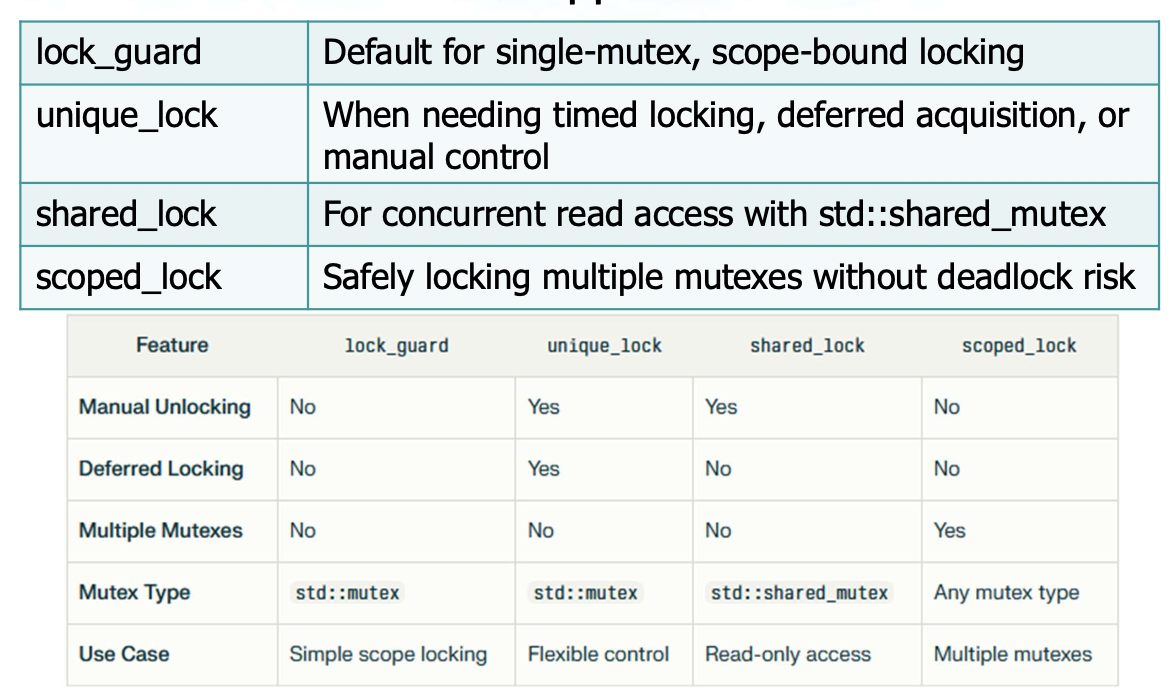 lock_guard Default for single-mutex, scope-bound locking
unique_lock When needing timed locking, deferred acquisition, or
manual control
shared_lock For concurrent read access with std::shared_mutex
scoped_lock Safely locking multiple mutexes without deadlock risk
Feature lock_guard unique_lock shared_lock scoped_lock
Manual Unlocking No Yes Yes No
Deferred Locking No Yes No No
Multiple Mutexes No No No Yes
Mutex Type std::mutex std::mutex std::shared_mutex Any mutex type
Use Case Simple scope locking Flexible control Read-only access Multiple mutexes